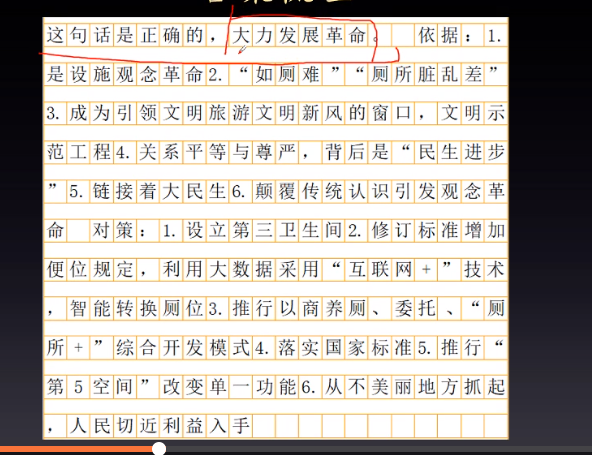 这句话是正确的，大力发展革命。 依据：1.
是设施观念革命2.“如厕难”“厕所脏乱差”
3.成为引领文明旅游文明新风的窗口，文明示
范工程4.关系平等与尊严，背后是“民生进步
”5.链接着大民生6.颠覆传统认识引发观念革
命 对策：1.设立第三卫生间2.修订标准增加
便位规定，利用大数据采用“互联网+”技术
，智能转换厕位3.推行以商养厕、委托、“厕
所+”综合开发模式4.落实国家标准5.推行“
第5空间”改变单一功能6.从不美丽地方抓起
，人民切近利益入手